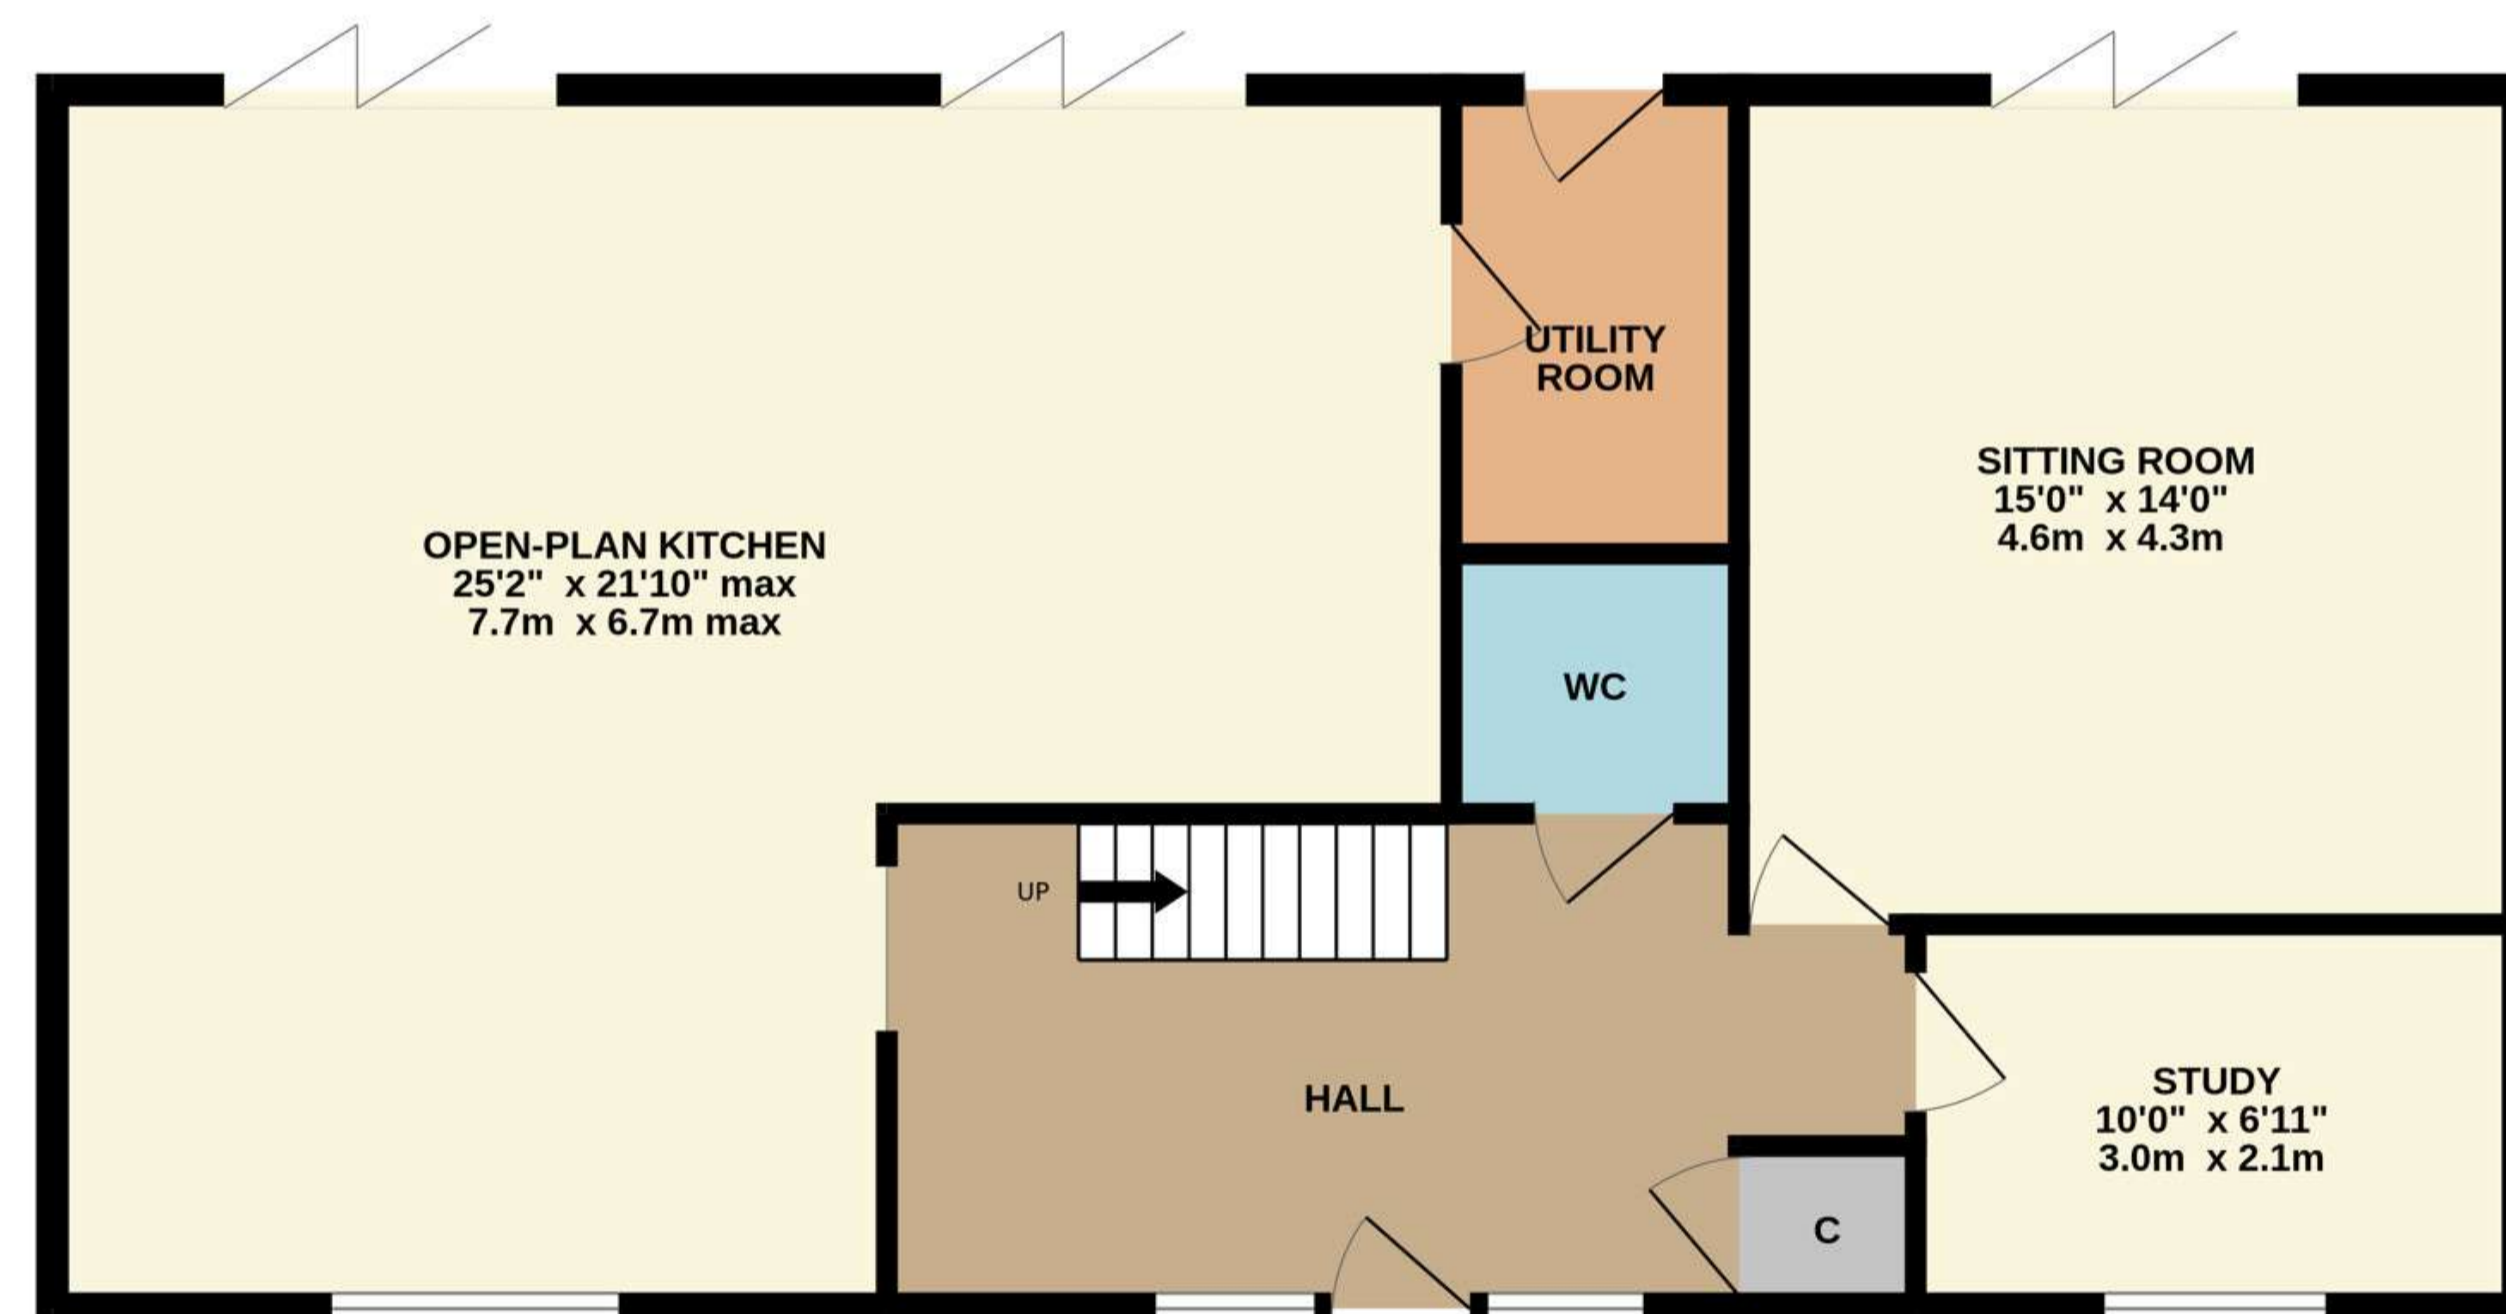 OPEN-PLAN KITCHEN
25'2" x 21'10" max
7.7m x 6.7m max
UTILITY
ROOM
SITTING ROOM
15'0" x 14'0"
4.6m x 4.3m
WC
UP
HALL
STUDY
10'0" x 6'11"
3.0m x 2.1m
C